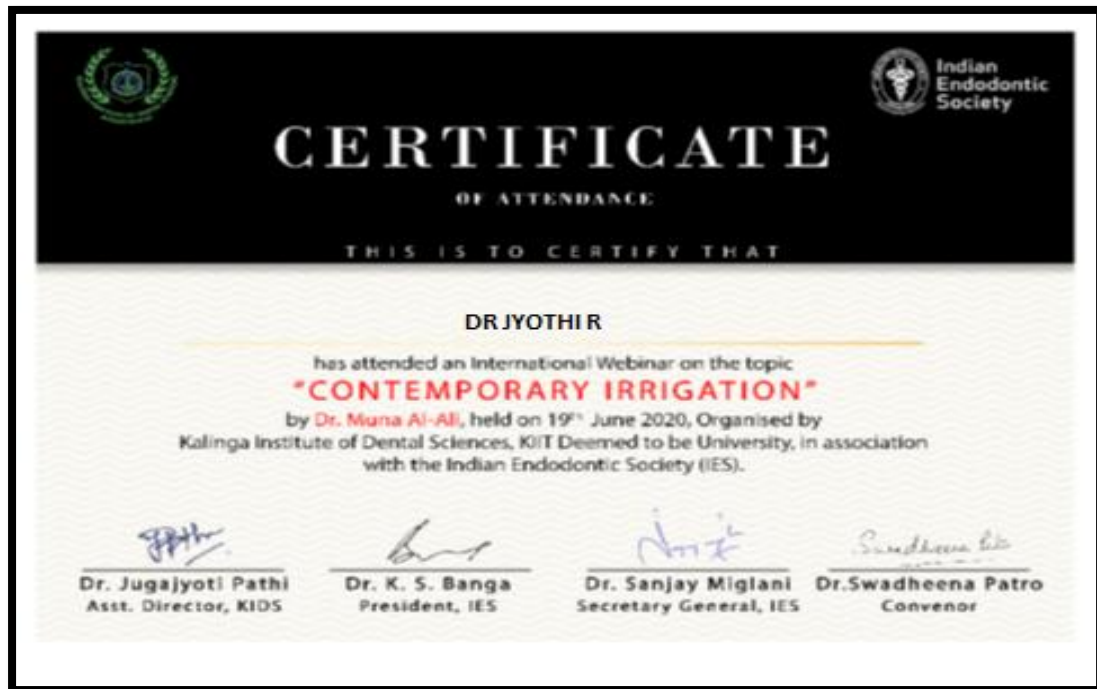 Indian
Endodontic
Society
CERTIFICATE
OF ATTENDANCE
THIS IS TO CERTIFY THAT
DR JYOTHI R
has attended an International Webinar on the topic
"CONTEMPORARY IRRIGATION"
by Dr. Muna Al-Ali, held on 19th June 2020, Organised by
Kalinga Institute of Dental Sciences, KIIT Deemed to be University, in association
with the Indian Endodontic Society (IES).
Dr. Jugajyoti Pathi
Asst. Director, KIDS
Dr. K. S. Banga
President, IES
Dr. Sanjay Miglani
Secretary General, IES
Swadheena
Dr.Swadheena Patro
Convenor